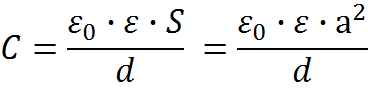 C = ε₀ · ε · S / d = ε₀ · ε · a² / d